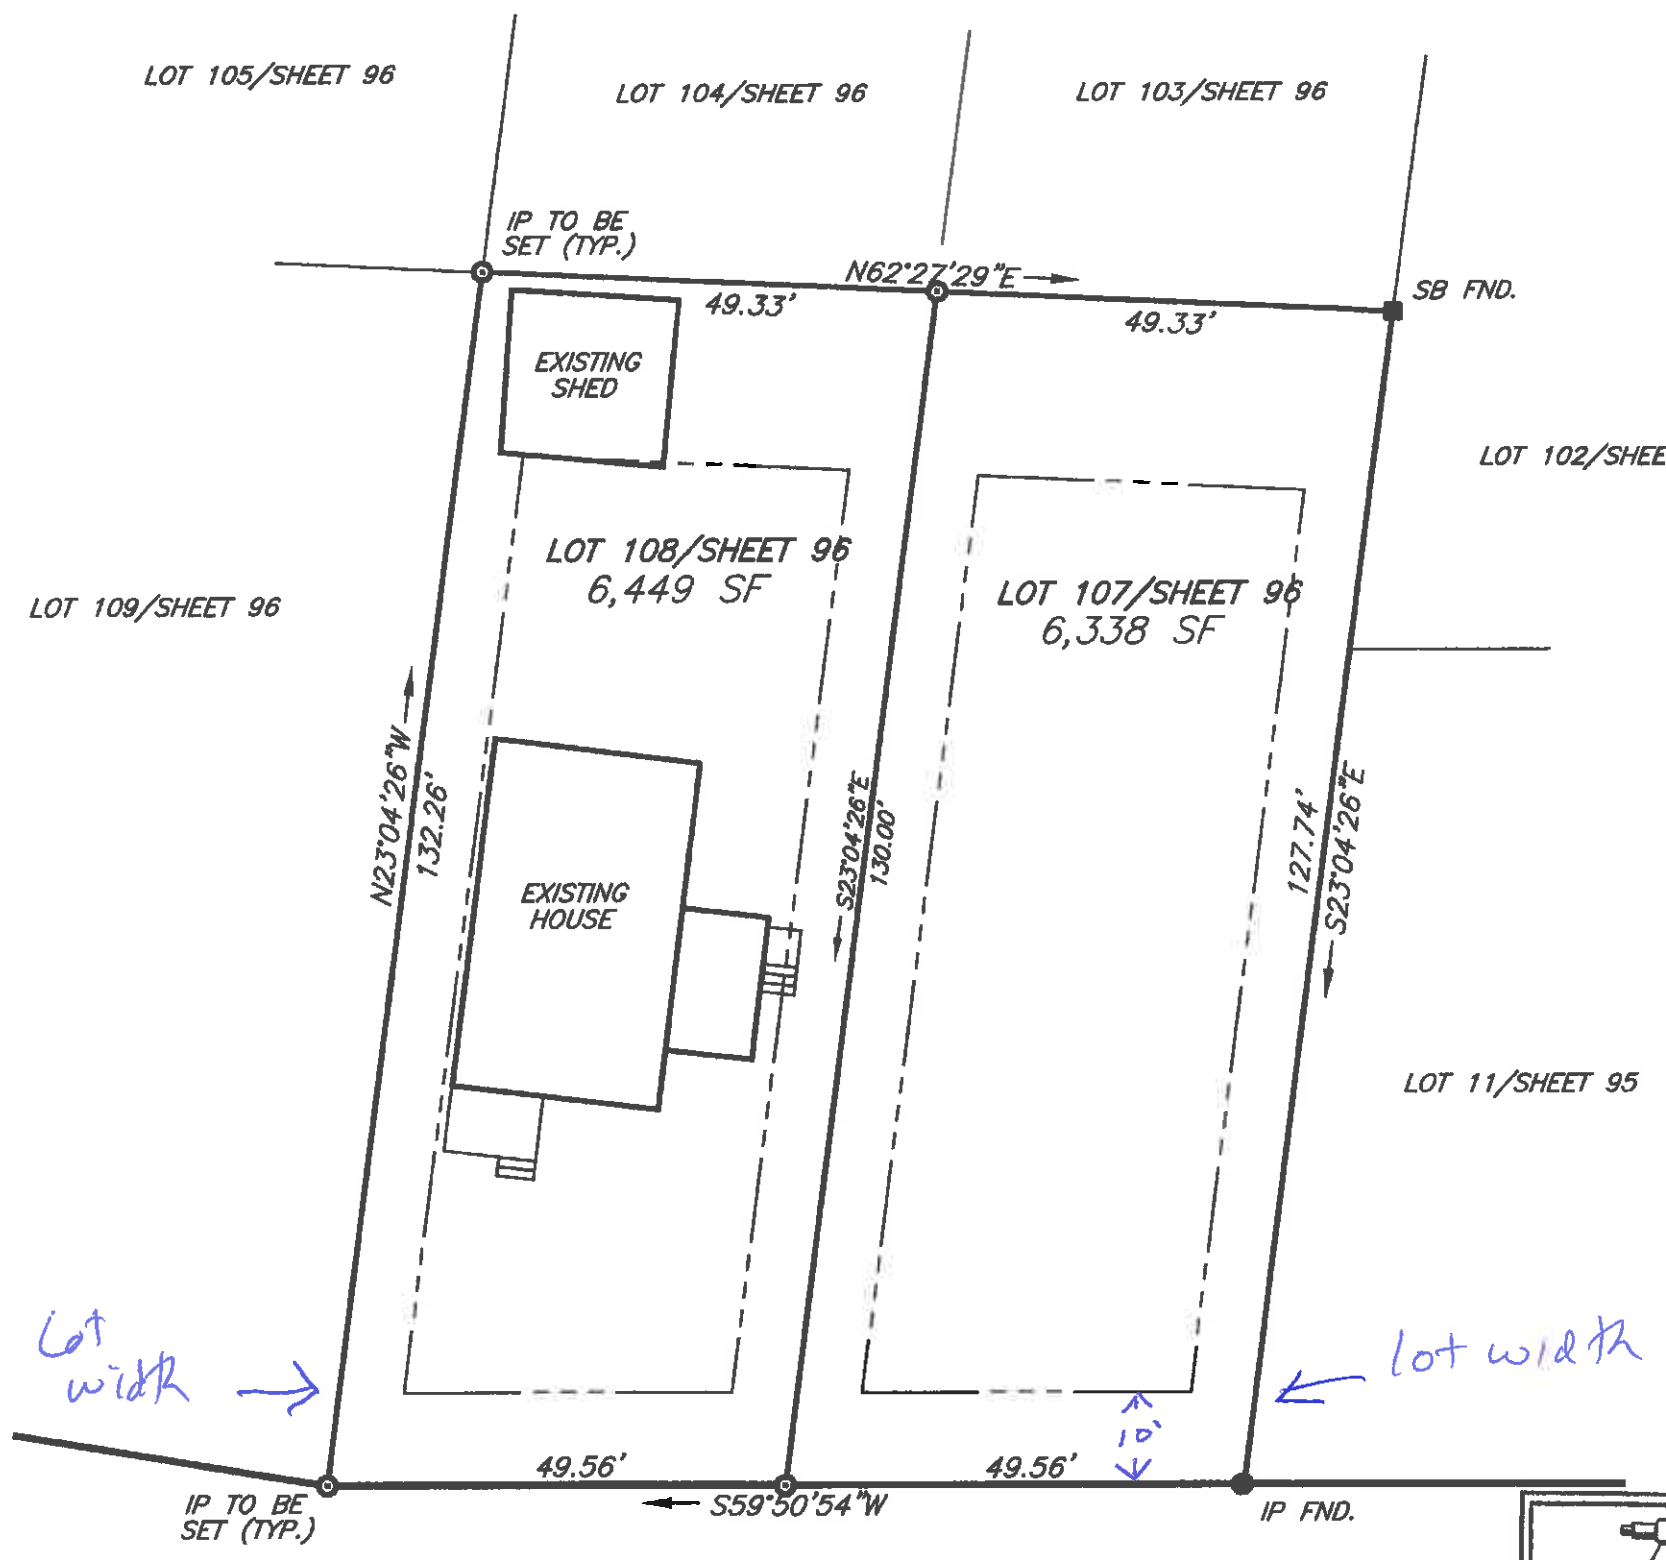 LOT 105/SHEET 96
LOT 104/SHEET 96
LOT 103/SHEET 96
IP TO BE
SET (TYP.)
N62°27'29"E
SB FND.
49.33'
49.33'
EXISTING
SHED
LOT 102/SHEE
LOT 108/SHEET 96
6,449 SF
LOT 107/SHEET 96
6,338 SF
LOT 109/SHEET 96
N23°04'26"W
132.26'
S23°04'26"E
130.00'
127.74'
S23°04'26"E
EXISTING
HOUSE
LOT 11/SHEET 95
Lot
width
lot width
10'
49.56'
49.56'
IP TO BE
SET (TYP.)
S59°50'54"W
IP FND.